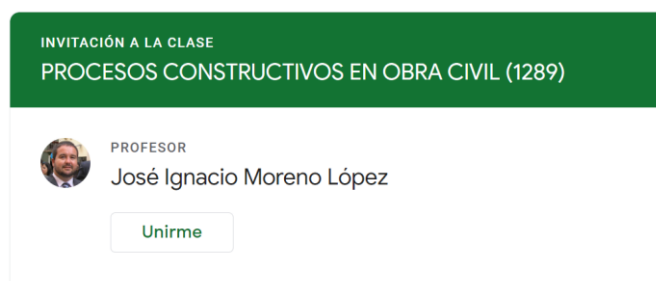 INVITACIÓN A LA CLASE
PROCESOS CONSTRUCTIVOS EN OBRA CIVIL (1289)
PROFESOR
José Ignacio Moreno López
Unirme